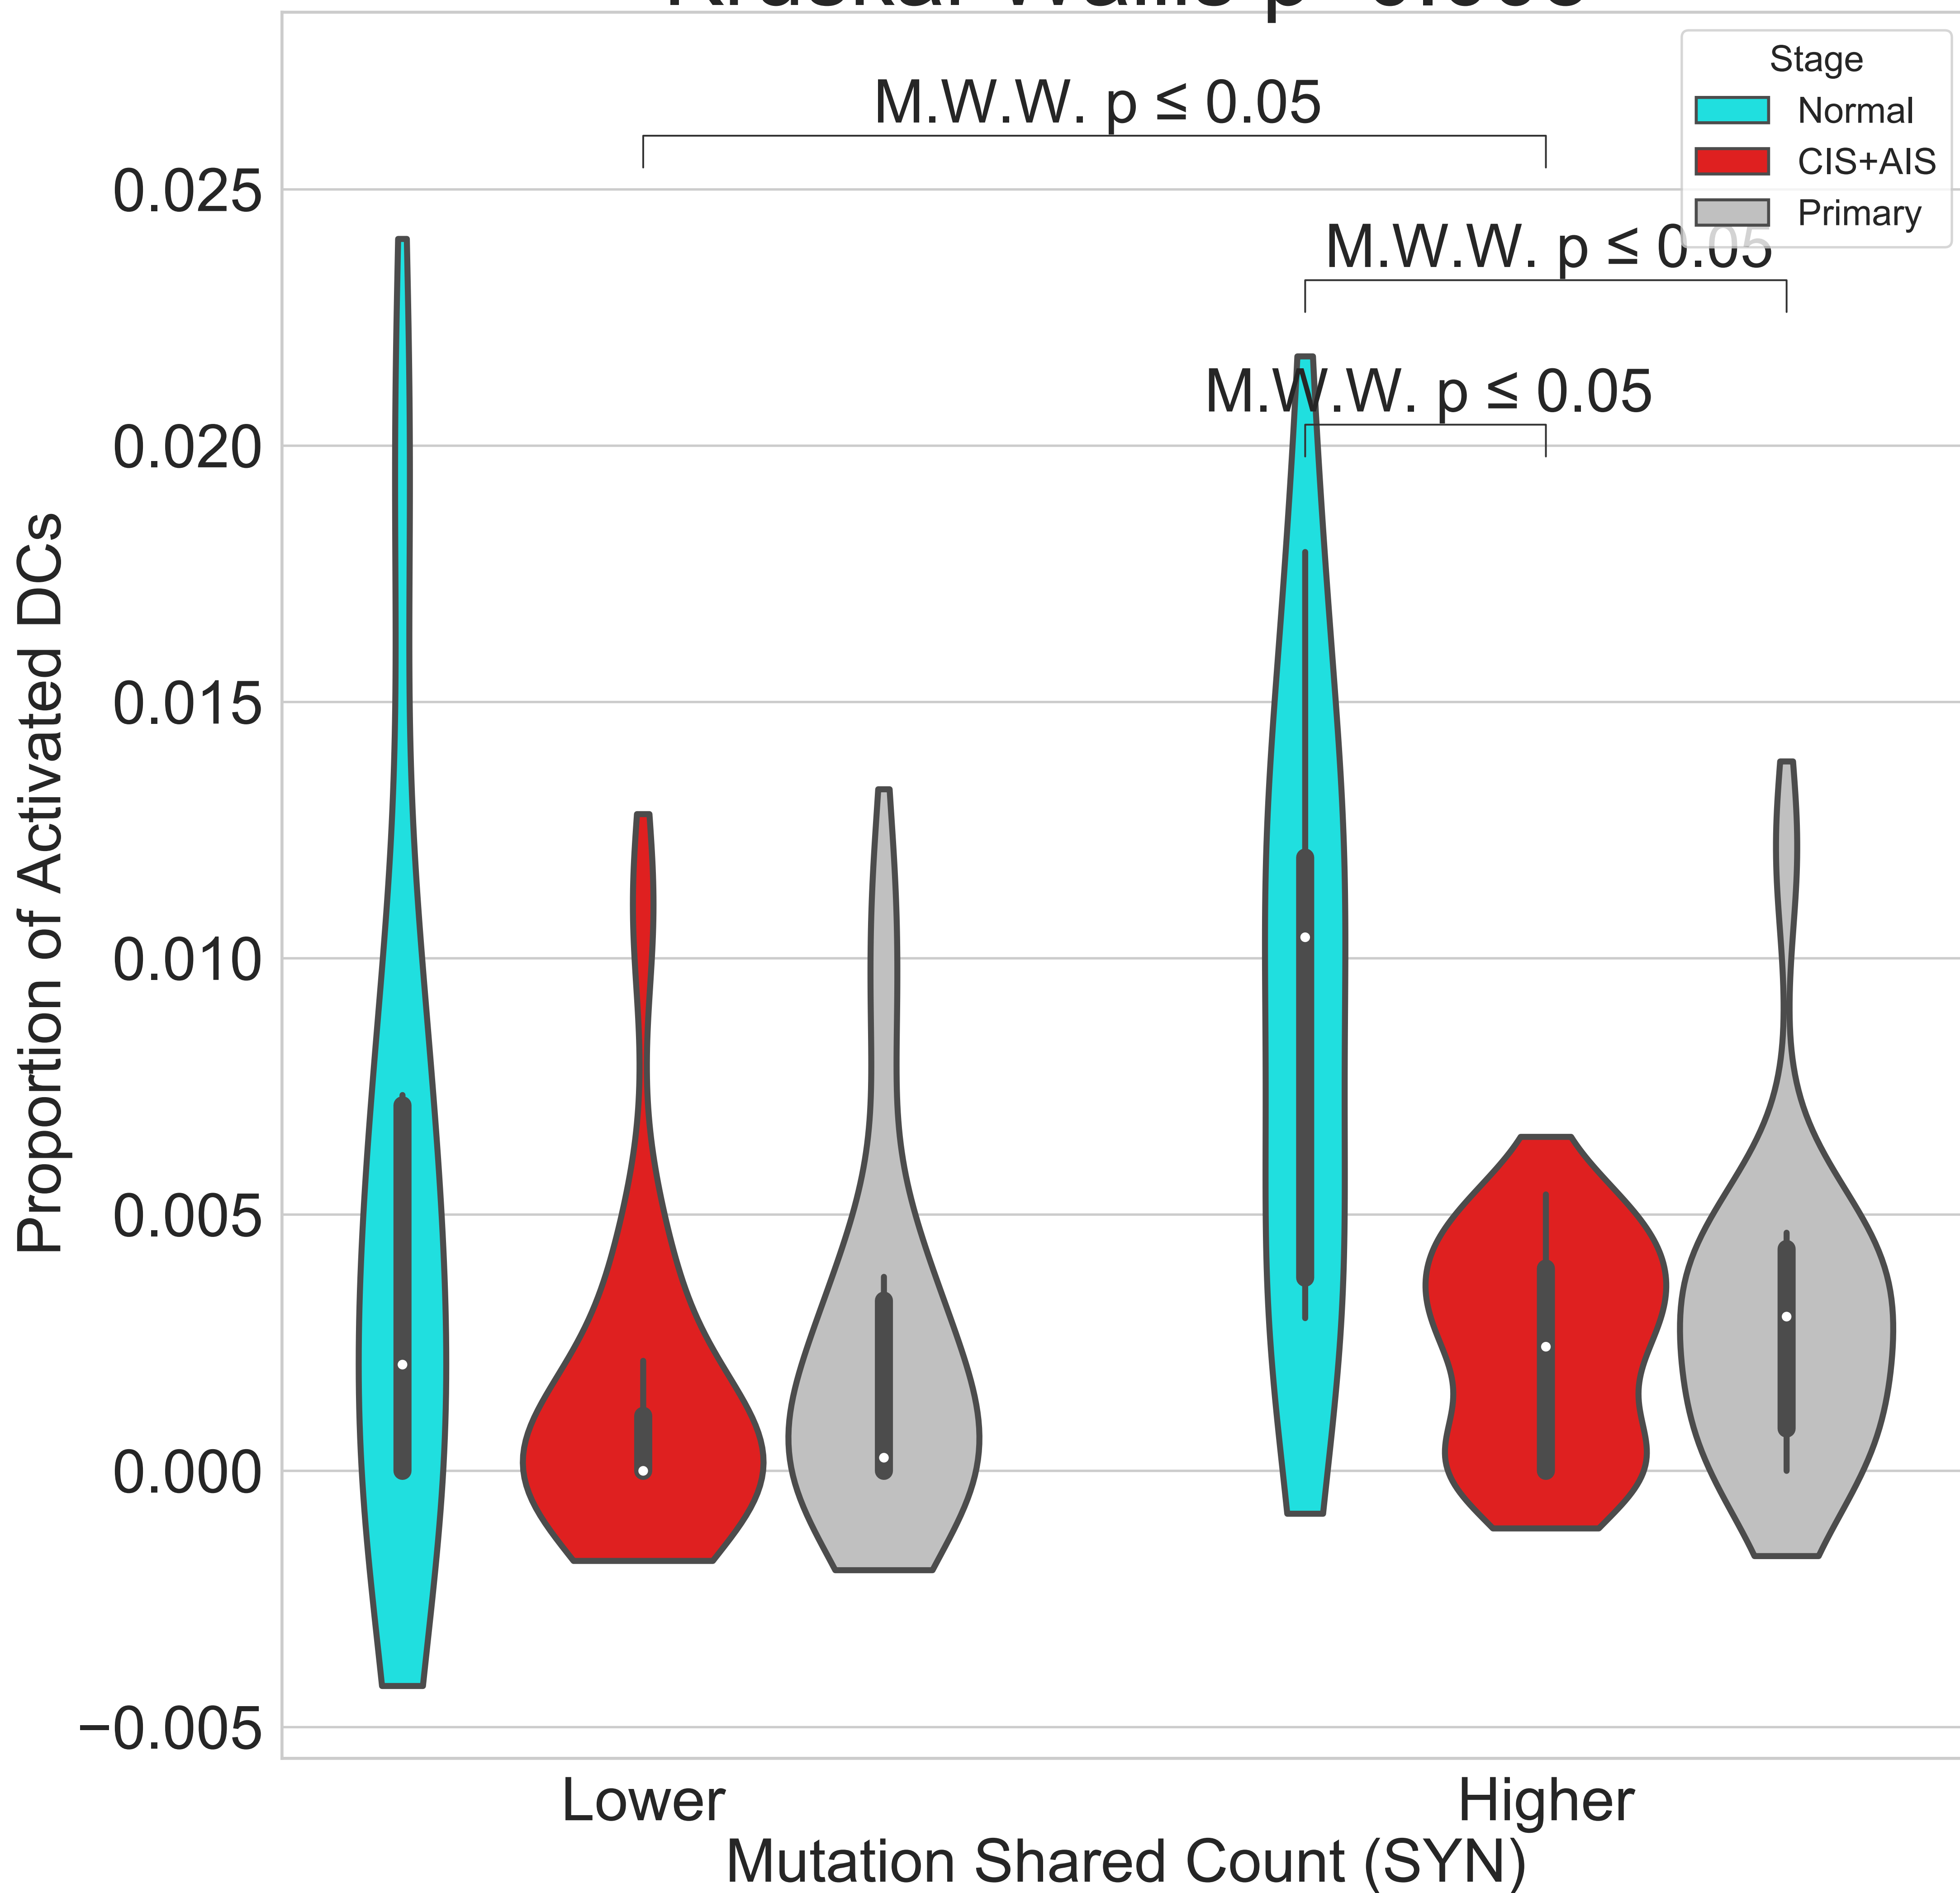 Stage
Normal
CIS+AIS
Primary
M.W.W. p ≤ 0.05
M.W.W. p ≤ 0.05
M.W.W. p ≤ 0.05
0.025
0.020
0.015
0.010
0.005
0.000
−0.005
Proportion of Activated DCs
Lower
Higher
Mutation Shared Count (SYN)